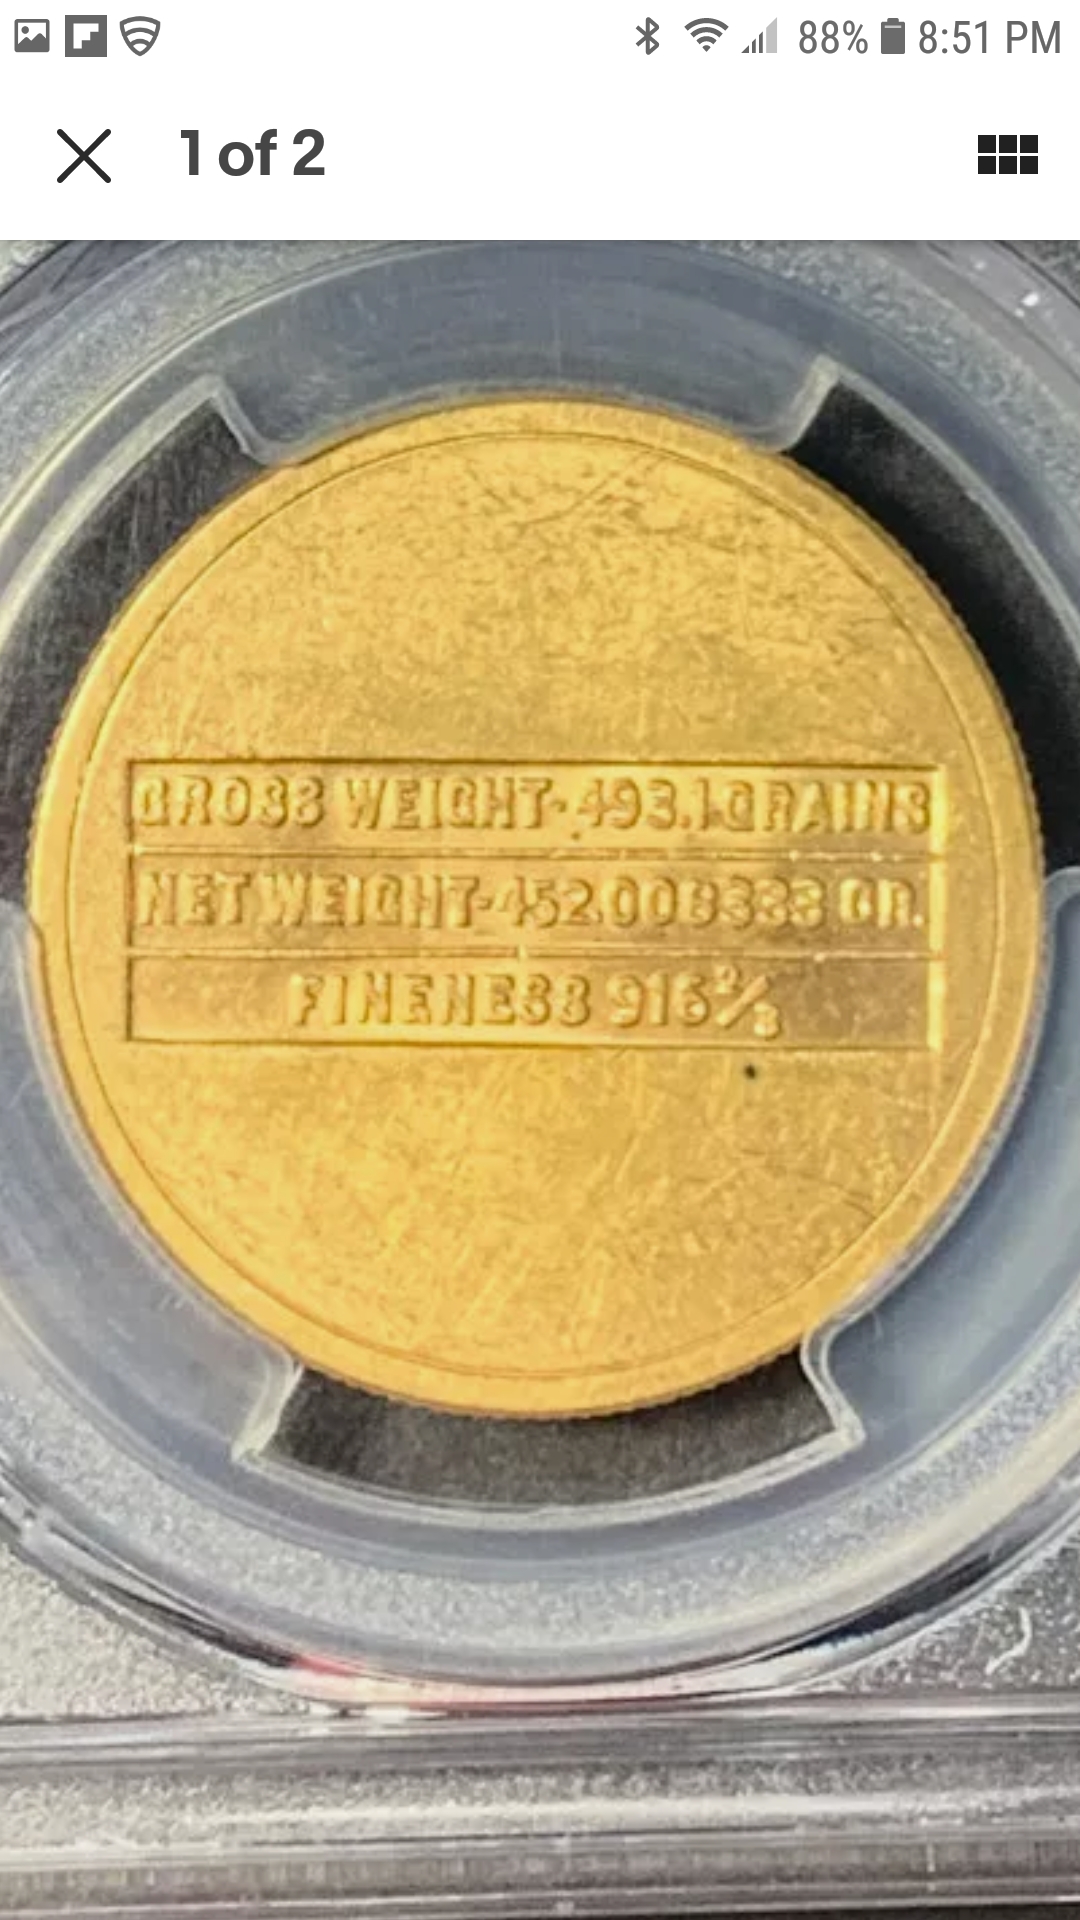 88% 8:51 PM
1 of 2
GROSS WEIGHT-493.1 GRAINS
NET WEIGHT-452.008333 GR.
FINENESS 916⅔